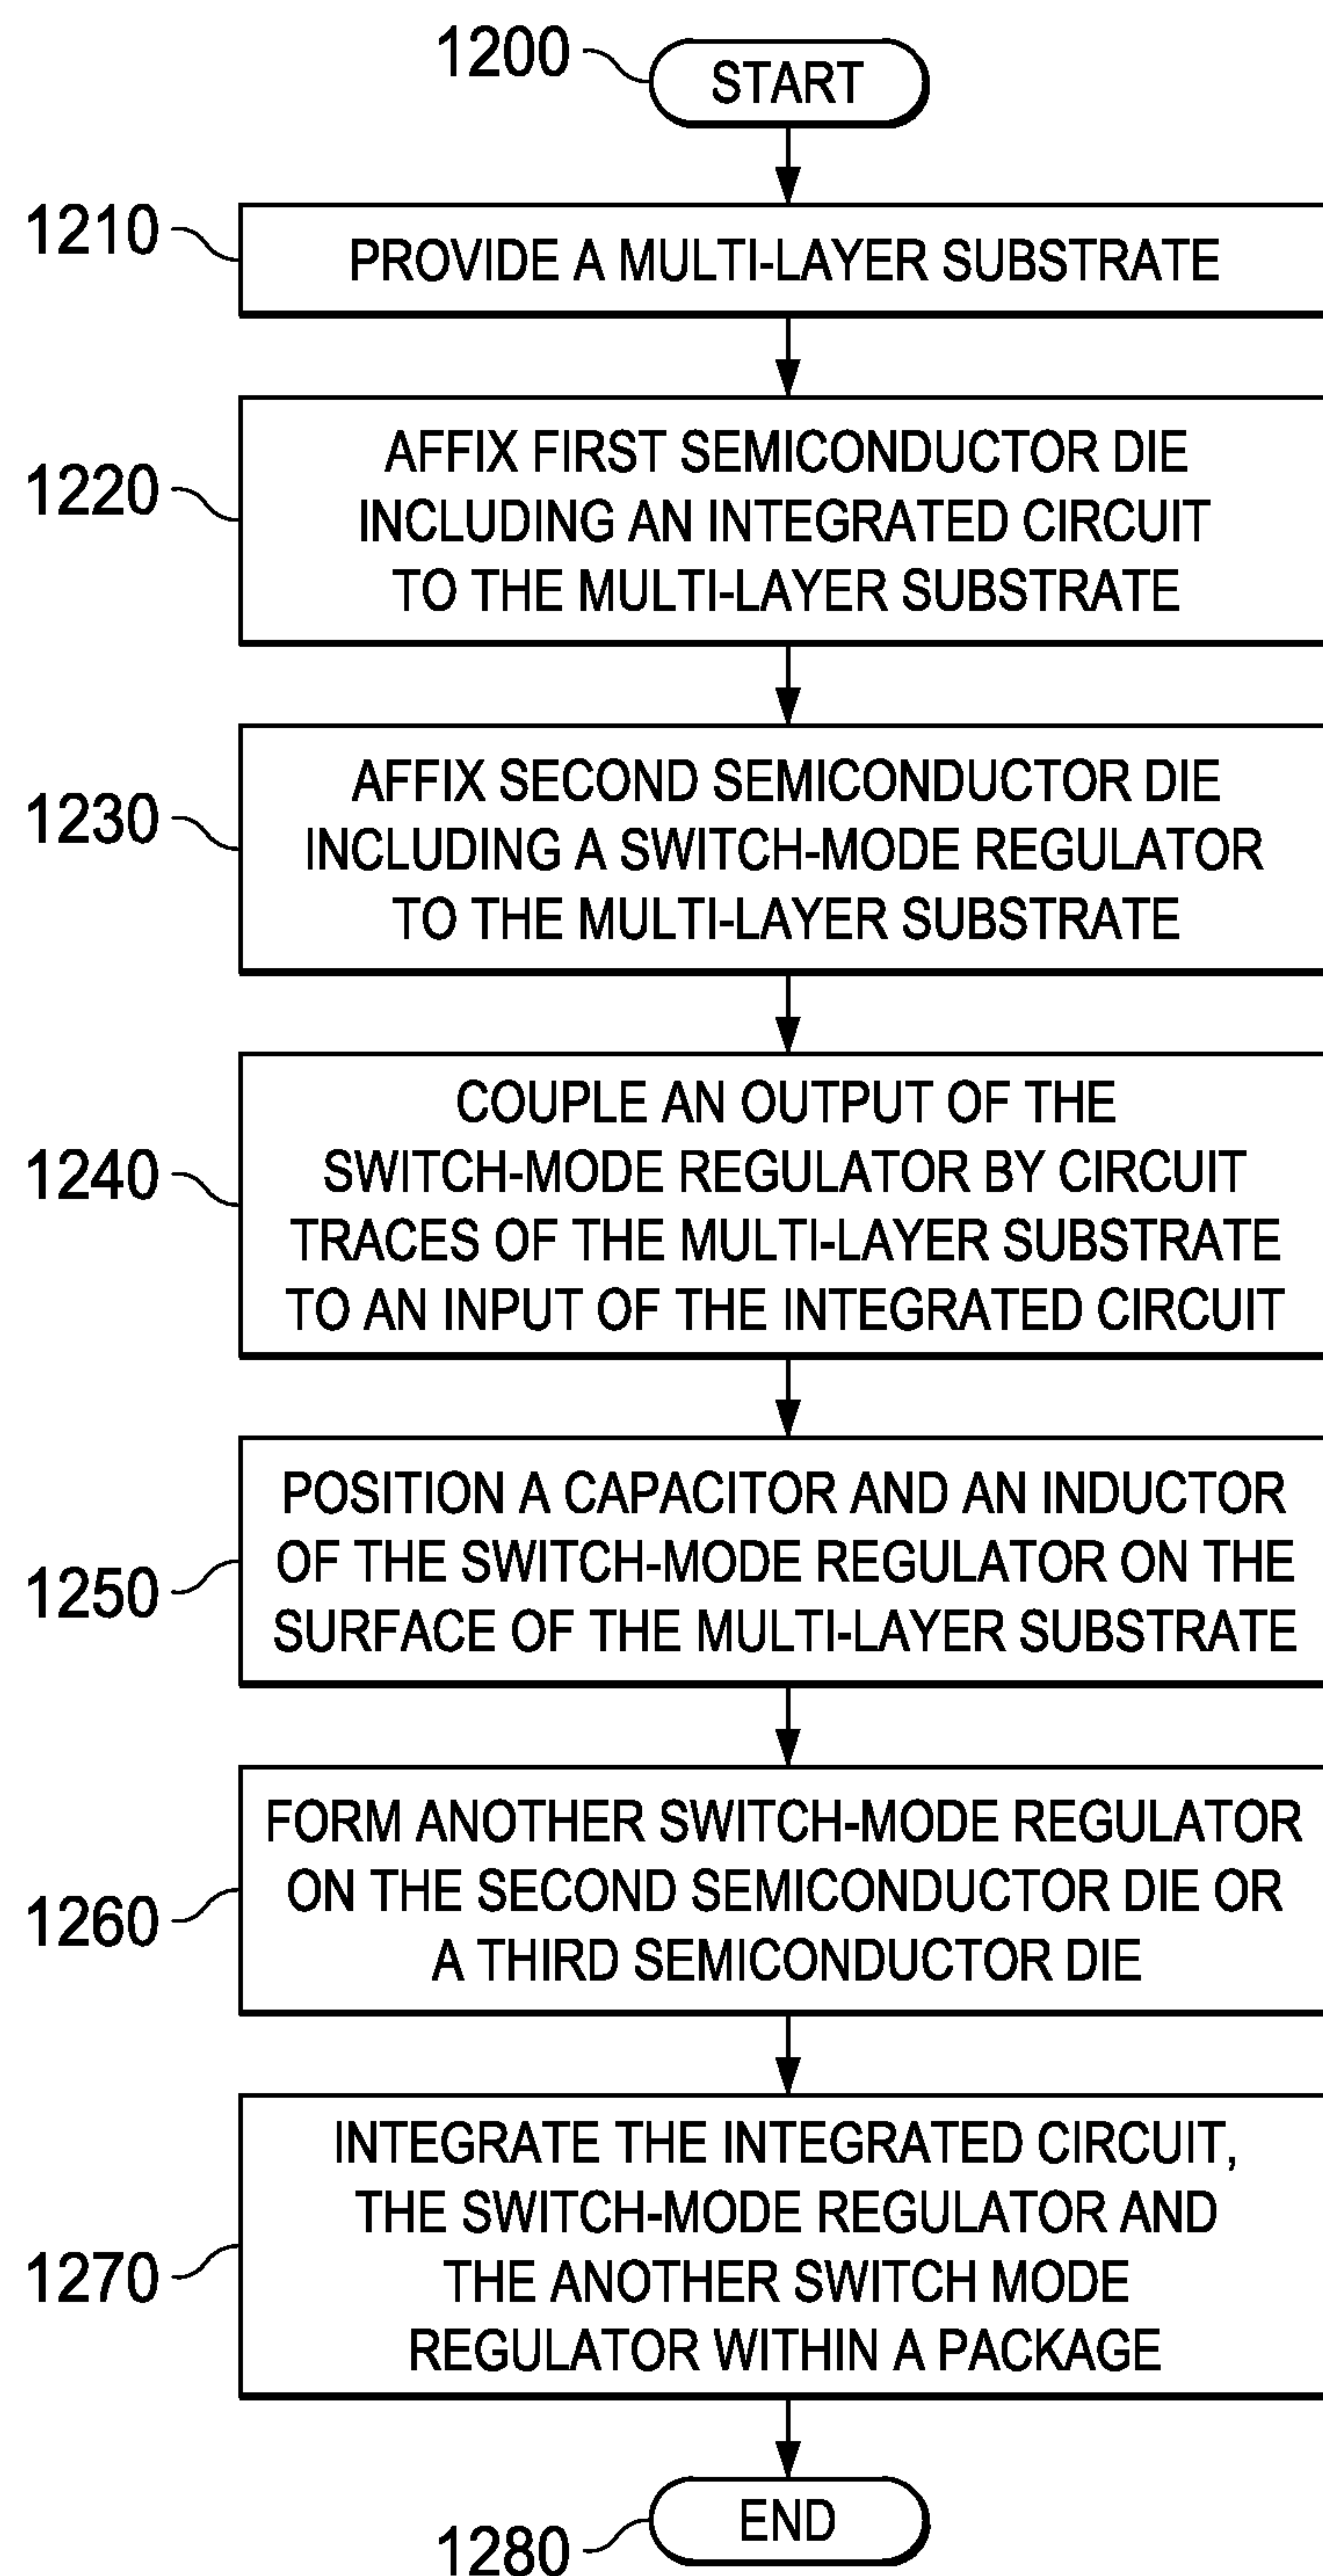 1200
START
1210
PROVIDE A MULTI-LAYER SUBSTRATE
1220
AFFIX FIRST SEMICONDUCTOR DIE
INCLUDING AN INTEGRATED CIRCUIT
TO THE MULTI-LAYER SUBSTRATE
1230
AFFIX SECOND SEMICONDUCTOR DIE
INCLUDING A SWITCH-MODE REGULATOR
TO THE MULTI-LAYER SUBSTRATE
1240
COUPLE AN OUTPUT OF THE
SWITCH-MODE REGULATOR BY CIRCUIT
TRACES OF THE MULTI-LAYER SUBSTRATE
TO AN INPUT OF THE INTEGRATED CIRCUIT
1250
POSITION A CAPACITOR AND AN INDUCTOR
OF THE SWITCH-MODE REGULATOR ON THE
SURFACE OF THE MULTI-LAYER SUBSTRATE
1260
FORM ANOTHER SWITCH-MODE REGULATOR
ON THE SECOND SEMICONDUCTOR DIE OR
A THIRD SEMICONDUCTOR DIE
1270
INTEGRATE THE INTEGRATED CIRCUIT,
THE SWITCH-MODE REGULATOR AND
THE ANOTHER SWITCH MODE
REGULATOR WITHIN A PACKAGE
1280
END